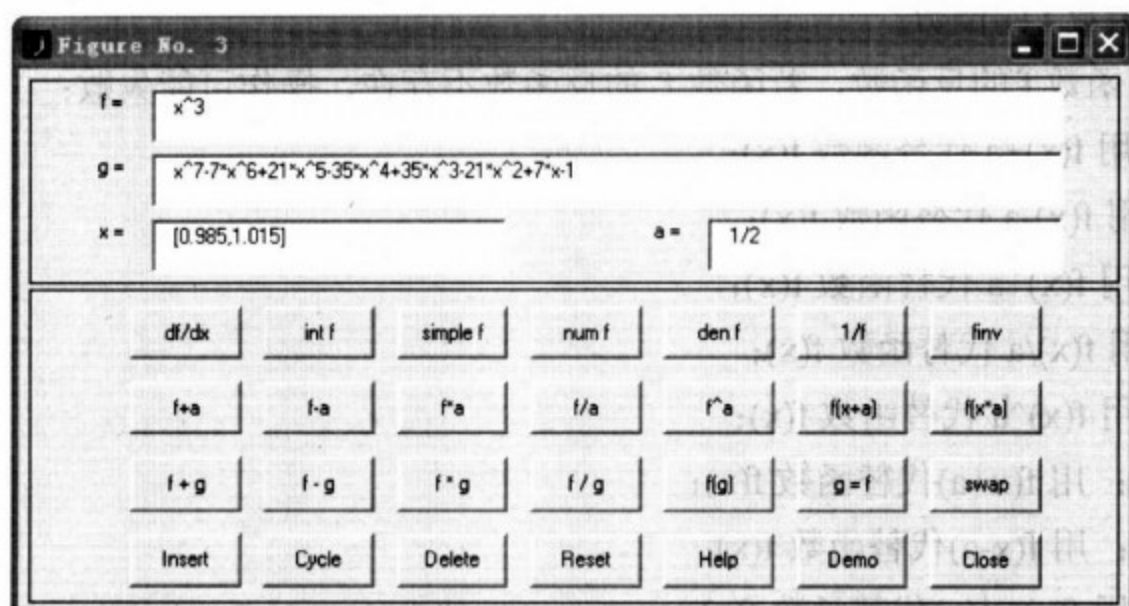 Figure No. 3
f = x^3
g = x^7-7*x^6+21*x^5-35*x^4+35*x^3-21*x^2+7*x-1
x = [0.985,1.015] a = 1/2
df/dx int f simple f num f den f 1/f finv
f+a f-a f*a f/a f^a f(x+a) f(x*a)
f + g f - g f * g f / g f(g) g = f swap
Insert Cycle Delete Reset Help Demo Close